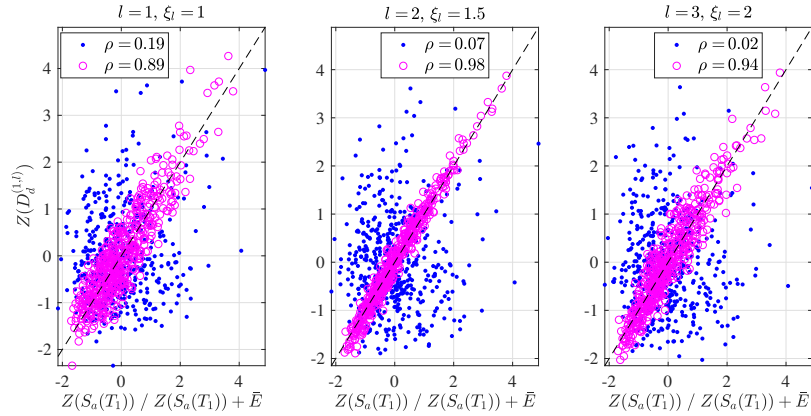 l = 1, ξ_l = 1
ρ = 0.19
ρ = 0.89
4
3
2
1
0
-1
-2
Z(D_d^{(1,l)})
-2 0 2 4
Z(S_a(T_1)) / Z(S_a(T_1)) + Ē
l = 2, ξ_l = 1.5
ρ = 0.07
ρ = 0.98
4
3
2
1
0
-1
-2
-2 0 2 4
Z(S_a(T_1)) / Z(S_a(T_1)) + Ē
l = 3, ξ_l = 2
ρ = 0.02
ρ = 0.94
4
3
2
1
0
-1
-2
-2 0 2 4
Z(S_a(T_1)) / Z(S_a(T_1)) + Ē